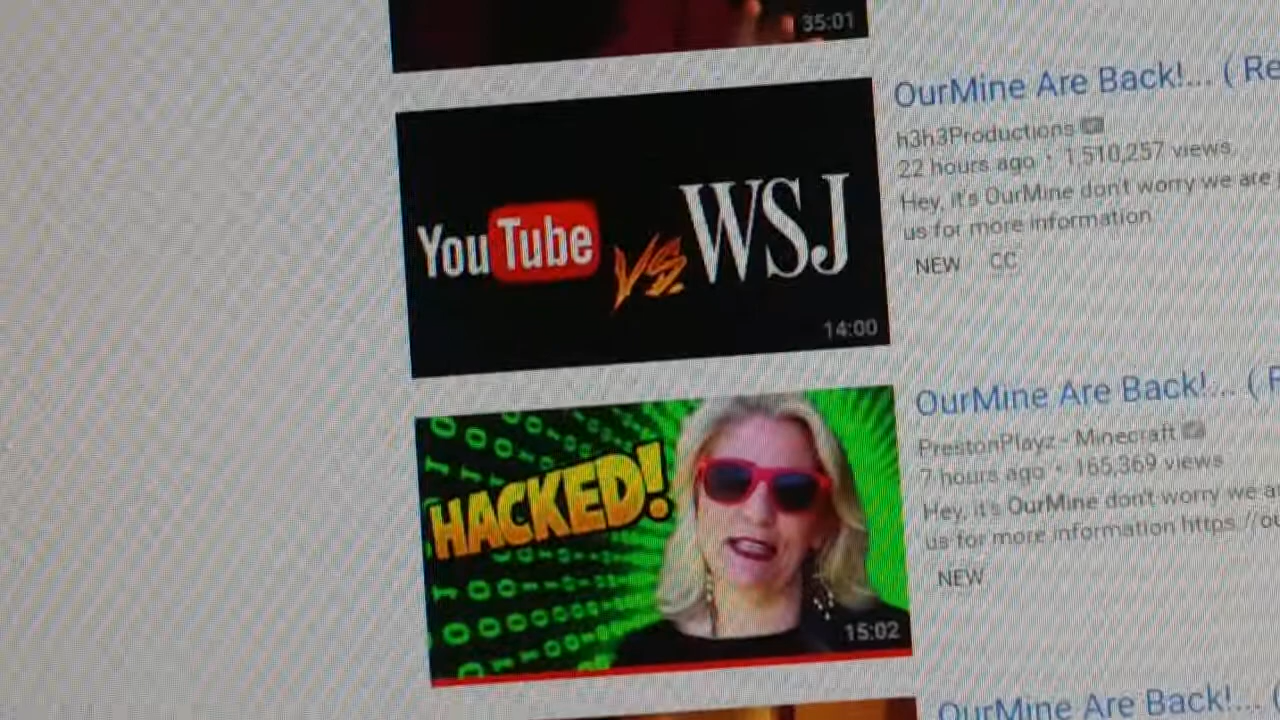 35:01
OurMine Are Back!... ( Re
h3h3Productions
22 hours ago · 1,510,257 views
Hey, it's OurMine don't worry we are
us for more information
NEW CC
YouTube VS. WSJ
14:00
OurMine Are Back!... (
PrestonPlayz - Minecraft
7 hours ago · 165,369 views
Hey, it's OurMine don't worry we a
us for more information https://ou
NEW
HACKED!
15:02
OurMine Are Back!... (